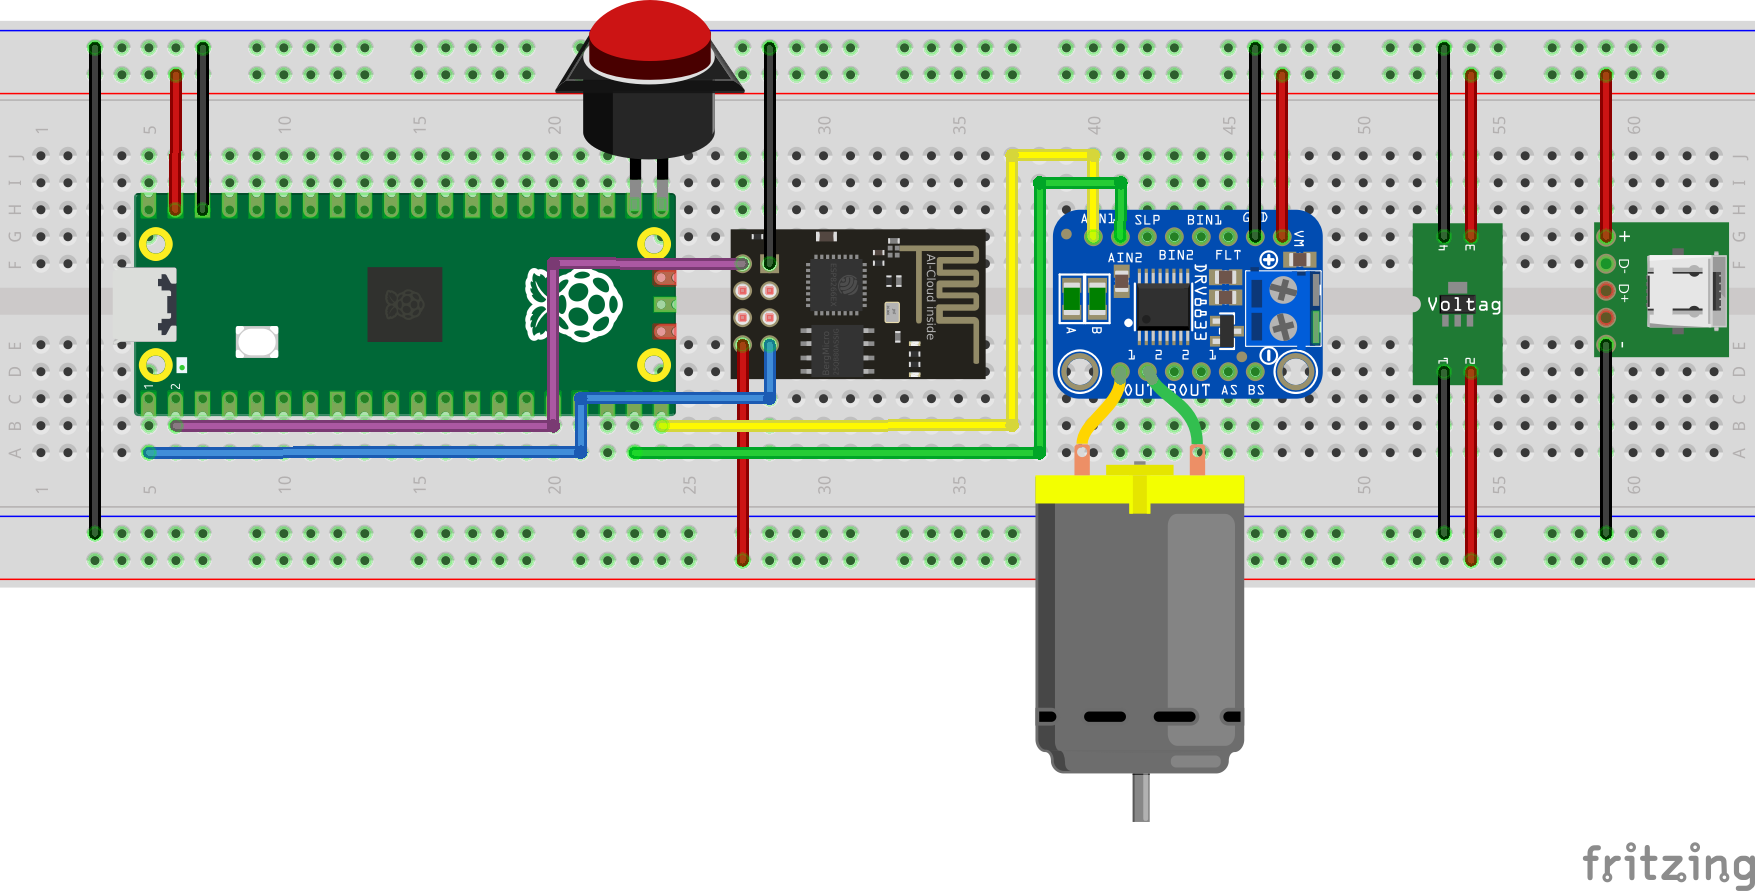 1 5 10 15 20 30 35 40 45 50 55 60
J J
I I
H H
G G
F F
AIN1 SLP BIN1 GND
AIN2 BIN2 FLT VM
DRV8833
A B
1 2 2 1
AOUT BOUT AS BS
AI-Cloud inside
4 3
Voltag
1 2
+
D-
D+
-
1 2
E E
D D
C C
B B
A A
1 5 10 15 20 25 30 35 50 55 60
fritzing